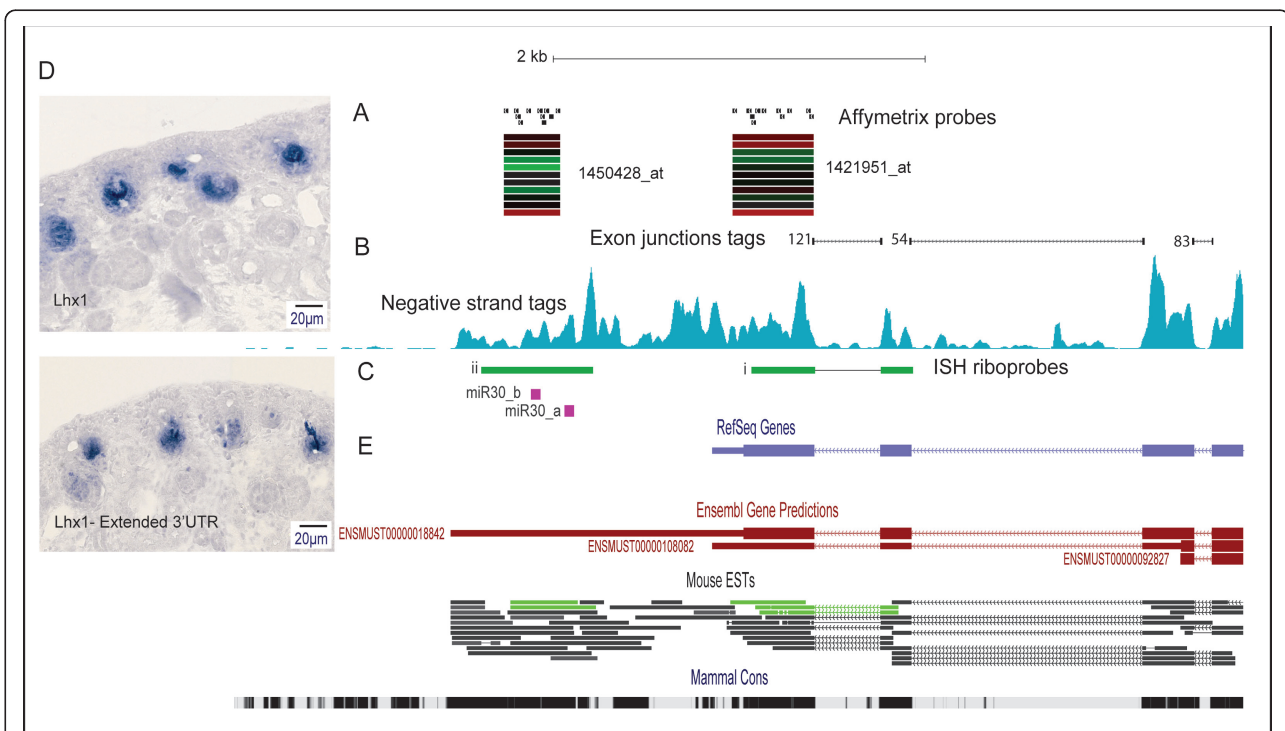 2 kb
D
A
Affymetrix probes
1450428_at
1421951_at
Exon junctions tags
121
54
83
B
Negative strand tags
Lhx1
20µm
C
ii
i
ISH riboprobes
miR30_b
miR30_a
RefSeq Genes
E
Ensembl Gene Predictions
Lhx1- Extended 3'UTR
20µm
ENSMUST00000018842
ENSMUST00000108082
ENSMUST00000092827
Mouse ESTs
Mammal Cons